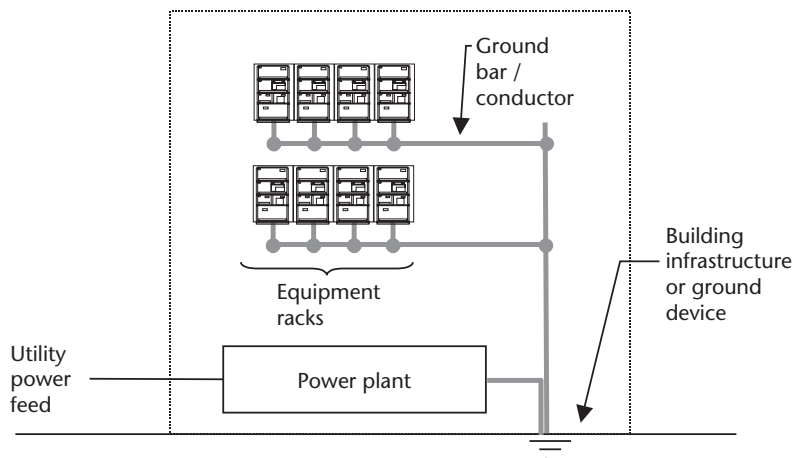 Ground
bar /
conductor
Building
infrastructure
or ground
device
Equipment
racks
Utility
power
feed
Power plant